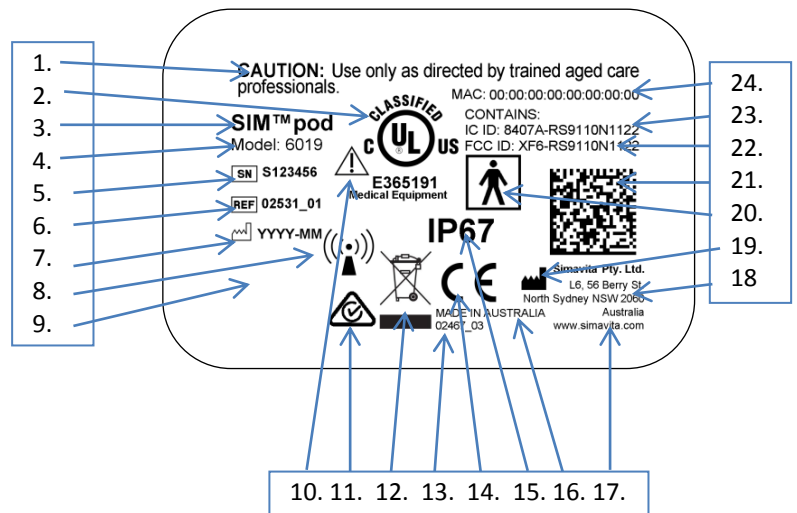 1.
2.
3.
4.
5.
6.
7.
8.
9.
CAUTION: Use only as directed by trained aged care
professionals.
SIM™pod
Model: 6019
SN S123456
REF 02531_01
YYYY-MM
CLASSIFIED
C UL ® US
E365191
Medical Equipment
MAC: 00:00:00:00:00:00:00:00
CONTAINS:
IC ID: 8407A-RS9110N1122
FCC ID: XF6-RS9110N1122
IP67
CE
MADE IN AUSTRALIA
02467_03
Simavita Pty. Ltd.
L6, 56 Berry St.
North Sydney NSW 2060
Australia
www.simavita.com
24.
23.
22.
21.
20.
19.
18
10. 11. 12. 13. 14. 15. 16. 17.